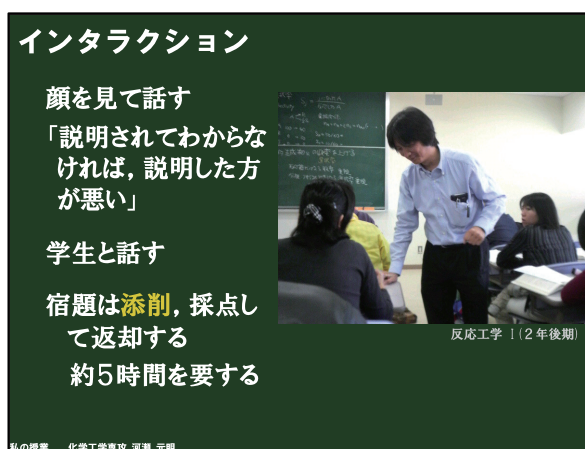 インタラクション
顔を見て話す
「説明されてわからな
ければ，説明した方
が悪い」
学生と話す
宿題は添削，採点し
て返却する
約５時間を要する
反応工学 Ⅰ(２年後期)
私の授業　化学工学専攻 河瀬 元明